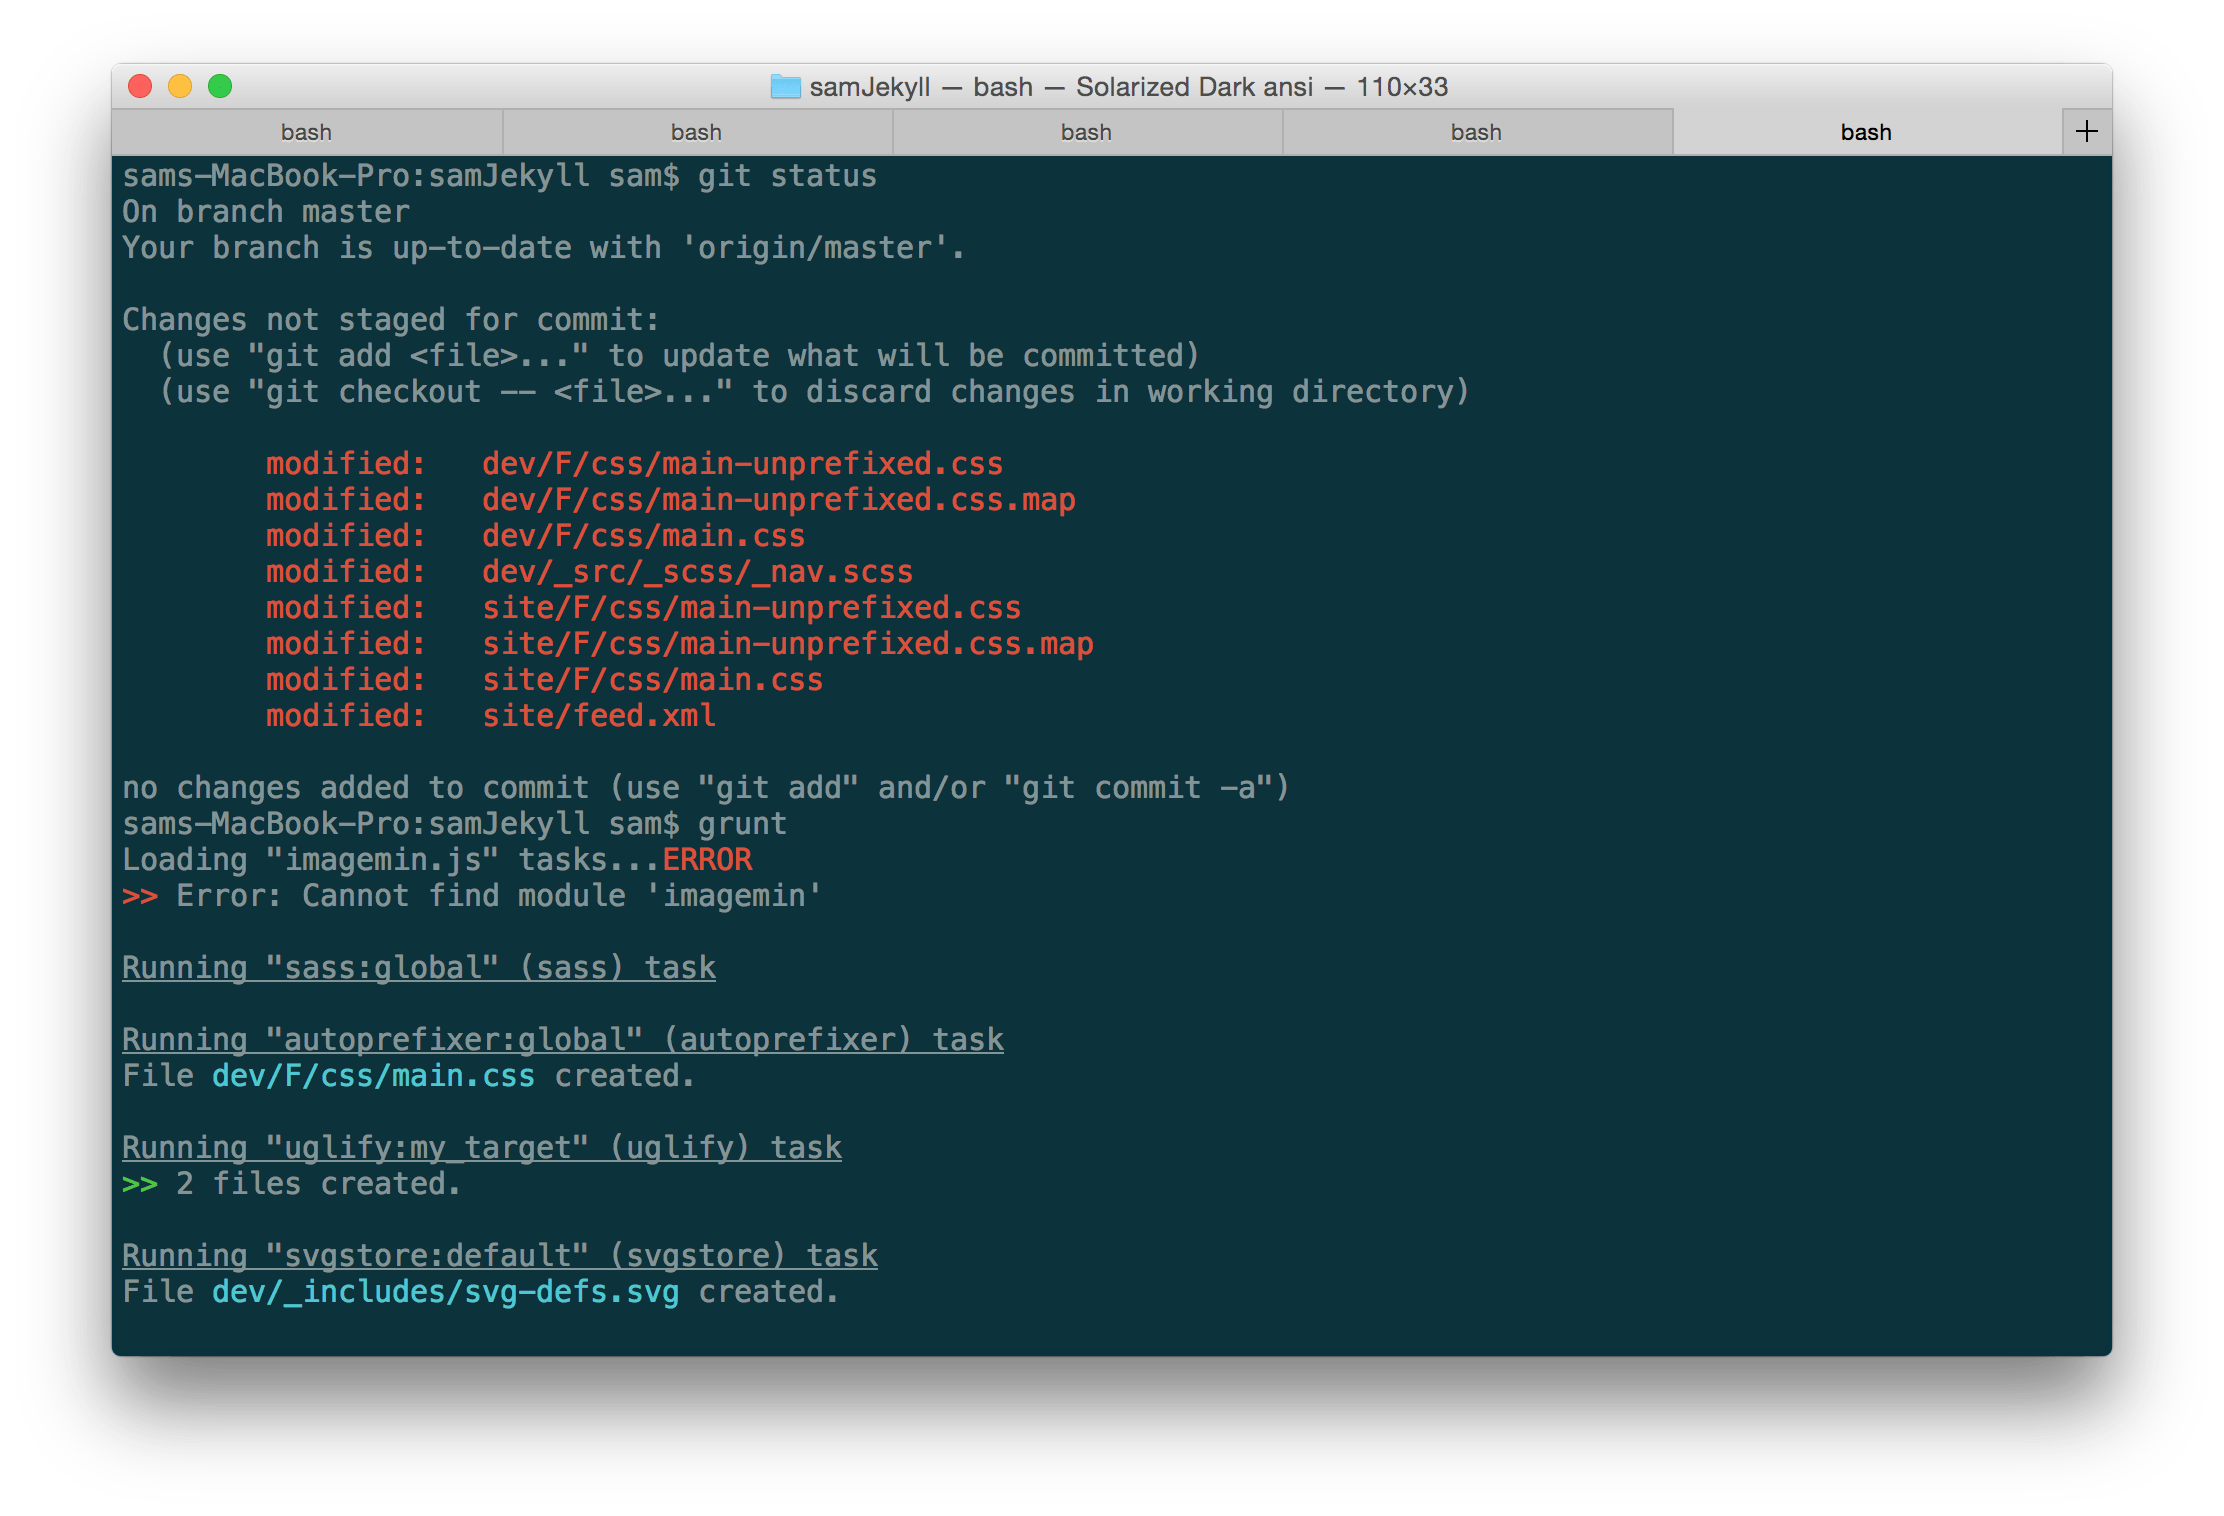 samJekyll — bash — Solarized Dark ansi — 110×33
bash bash bash bash bash +
sams-MacBook-Pro:samJekyll sam$ git status
On branch master
Your branch is up-to-date with 'origin/master'.
Changes not staged for commit:
  (use "git add <file>..." to update what will be committed)
  (use "git checkout -- <file>..." to discard changes in working directory)
        modified:   dev/F/css/main-unprefixed.css
        modified:   dev/F/css/main-unprefixed.css.map
        modified:   dev/F/css/main.css
        modified:   dev/_src/_scss/_nav.scss
        modified:   site/F/css/main-unprefixed.css
        modified:   site/F/css/main-unprefixed.css.map
        modified:   site/F/css/main.css
        modified:   site/feed.xml
no changes added to commit (use "git add" and/or "git commit -a")
sams-MacBook-Pro:samJekyll sam$ grunt
Loading "imagemin.js" tasks...ERROR
>> Error: Cannot find module 'imagemin'
Running "sass:global" (sass) task
Running "autoprefixer:global" (autoprefixer) task
File dev/F/css/main.css created.
Running "uglify:my_target" (uglify) task
>> 2 files created.
Running "svgstore:default" (svgstore) task
File dev/_includes/svg-defs.svg created.